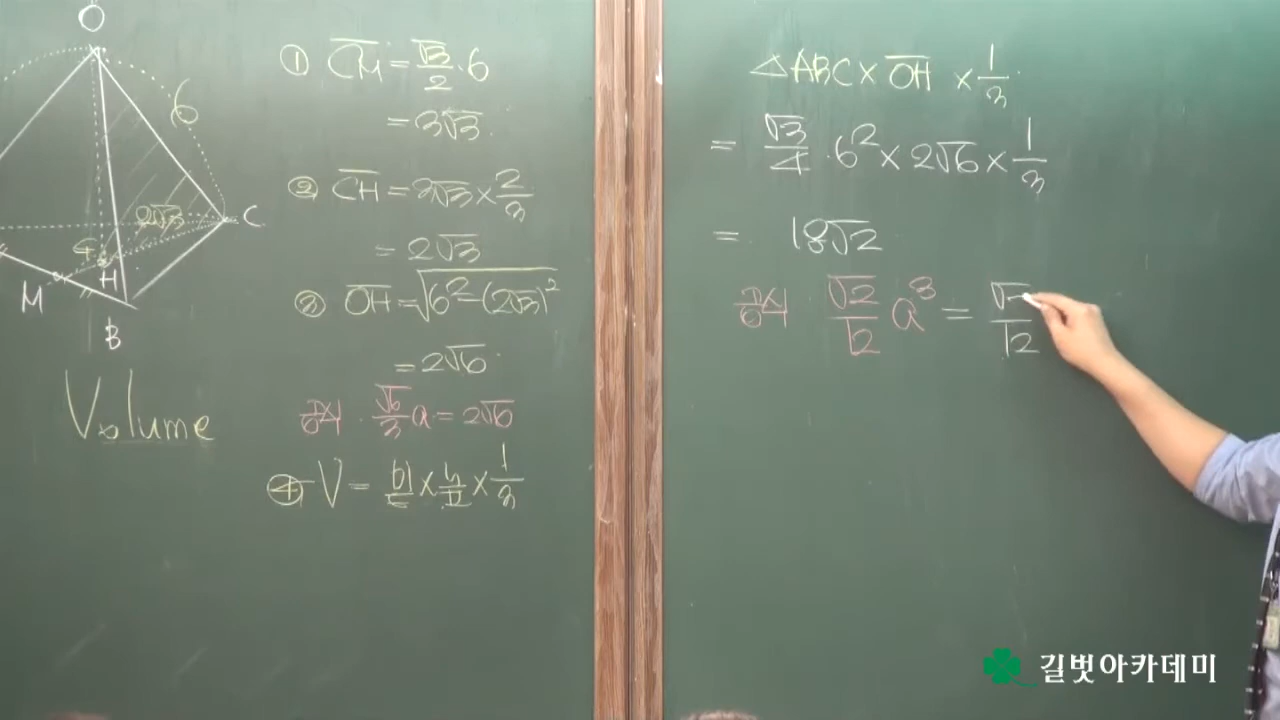 O
6
2√3
C
G
H
M
B
Volume
① CM = √3/2 · 6
= 3√3
② CH = 3√3 × 2/3
= 2√3
③ OH = √6² - (2√3)²
= 2√6
공식 · √6/3 a = 2√6
④ V = 밑넓 × 높이 × 1/3
△ABC × OH × 1/3
= √3/4 · 6² × 2√6 × 1/3
= 18√2
공식 √2/12 a³ = √2/12
길벗아카데미